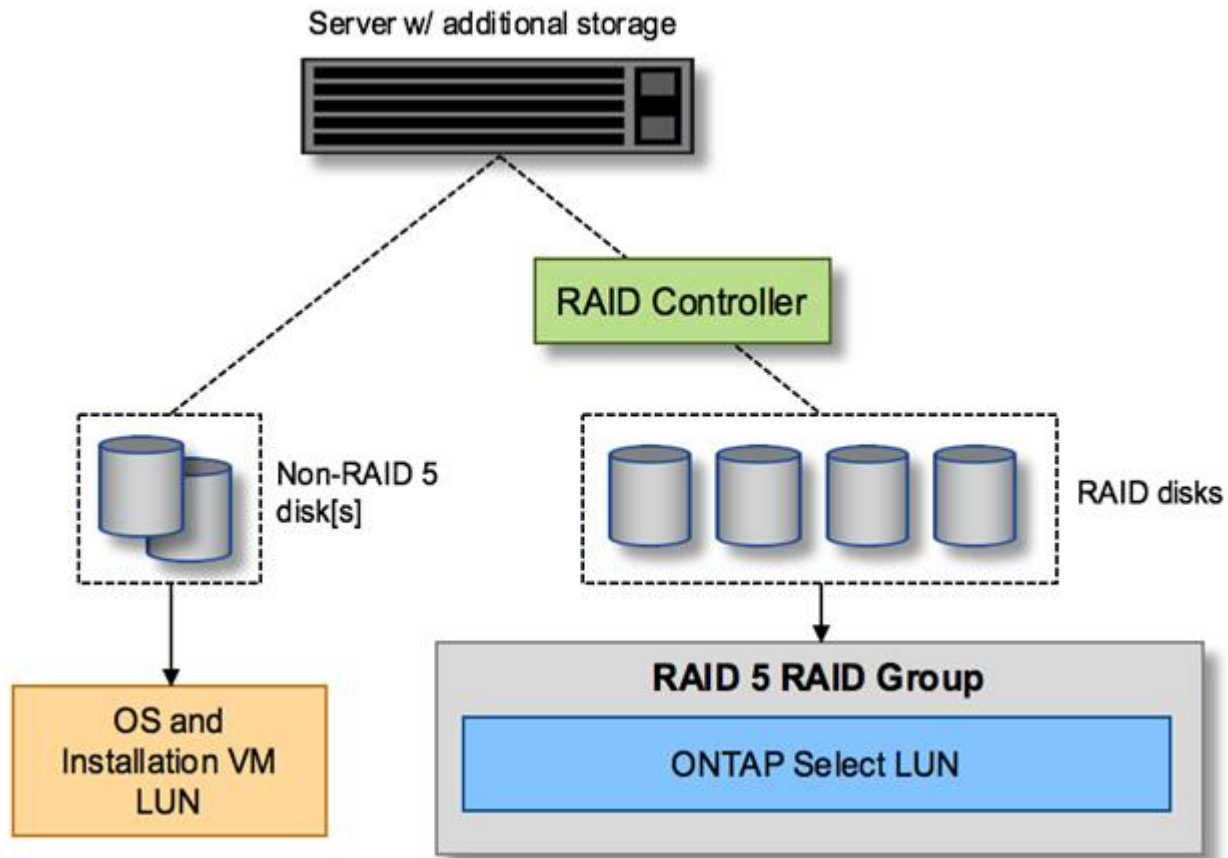 Server w/ additional storage
RAID Controller
Non-RAID 5
disk[s]
RAID disks
OS and
Installation VM
LUN
RAID 5 RAID Group
ONTAP Select LUN